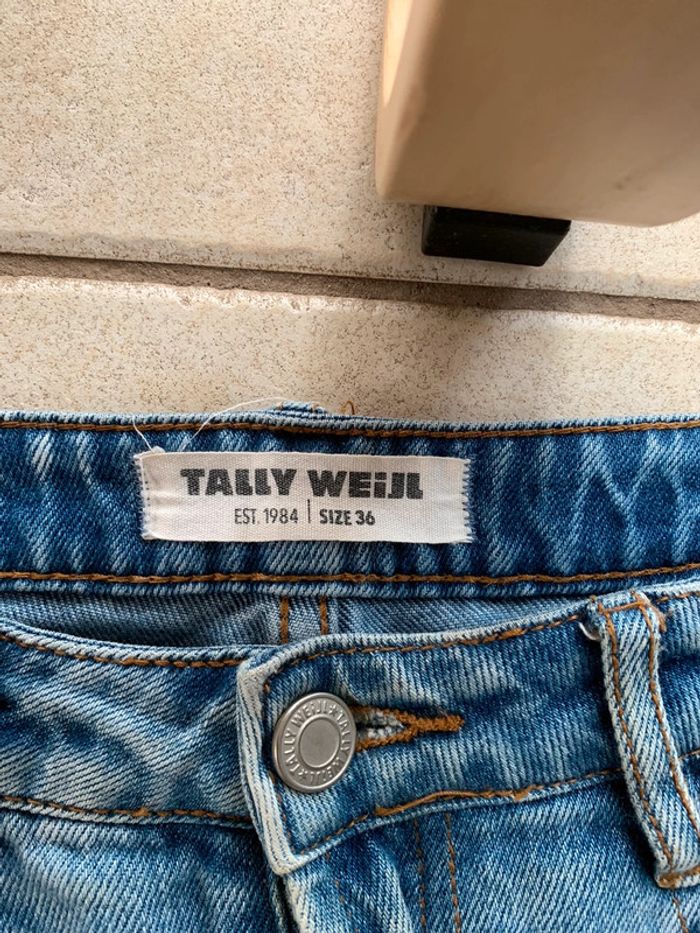 TALLY WEiJL
EST. 1984 | SIZE 36
TALLY WEiJL★TALLY WEiJL★